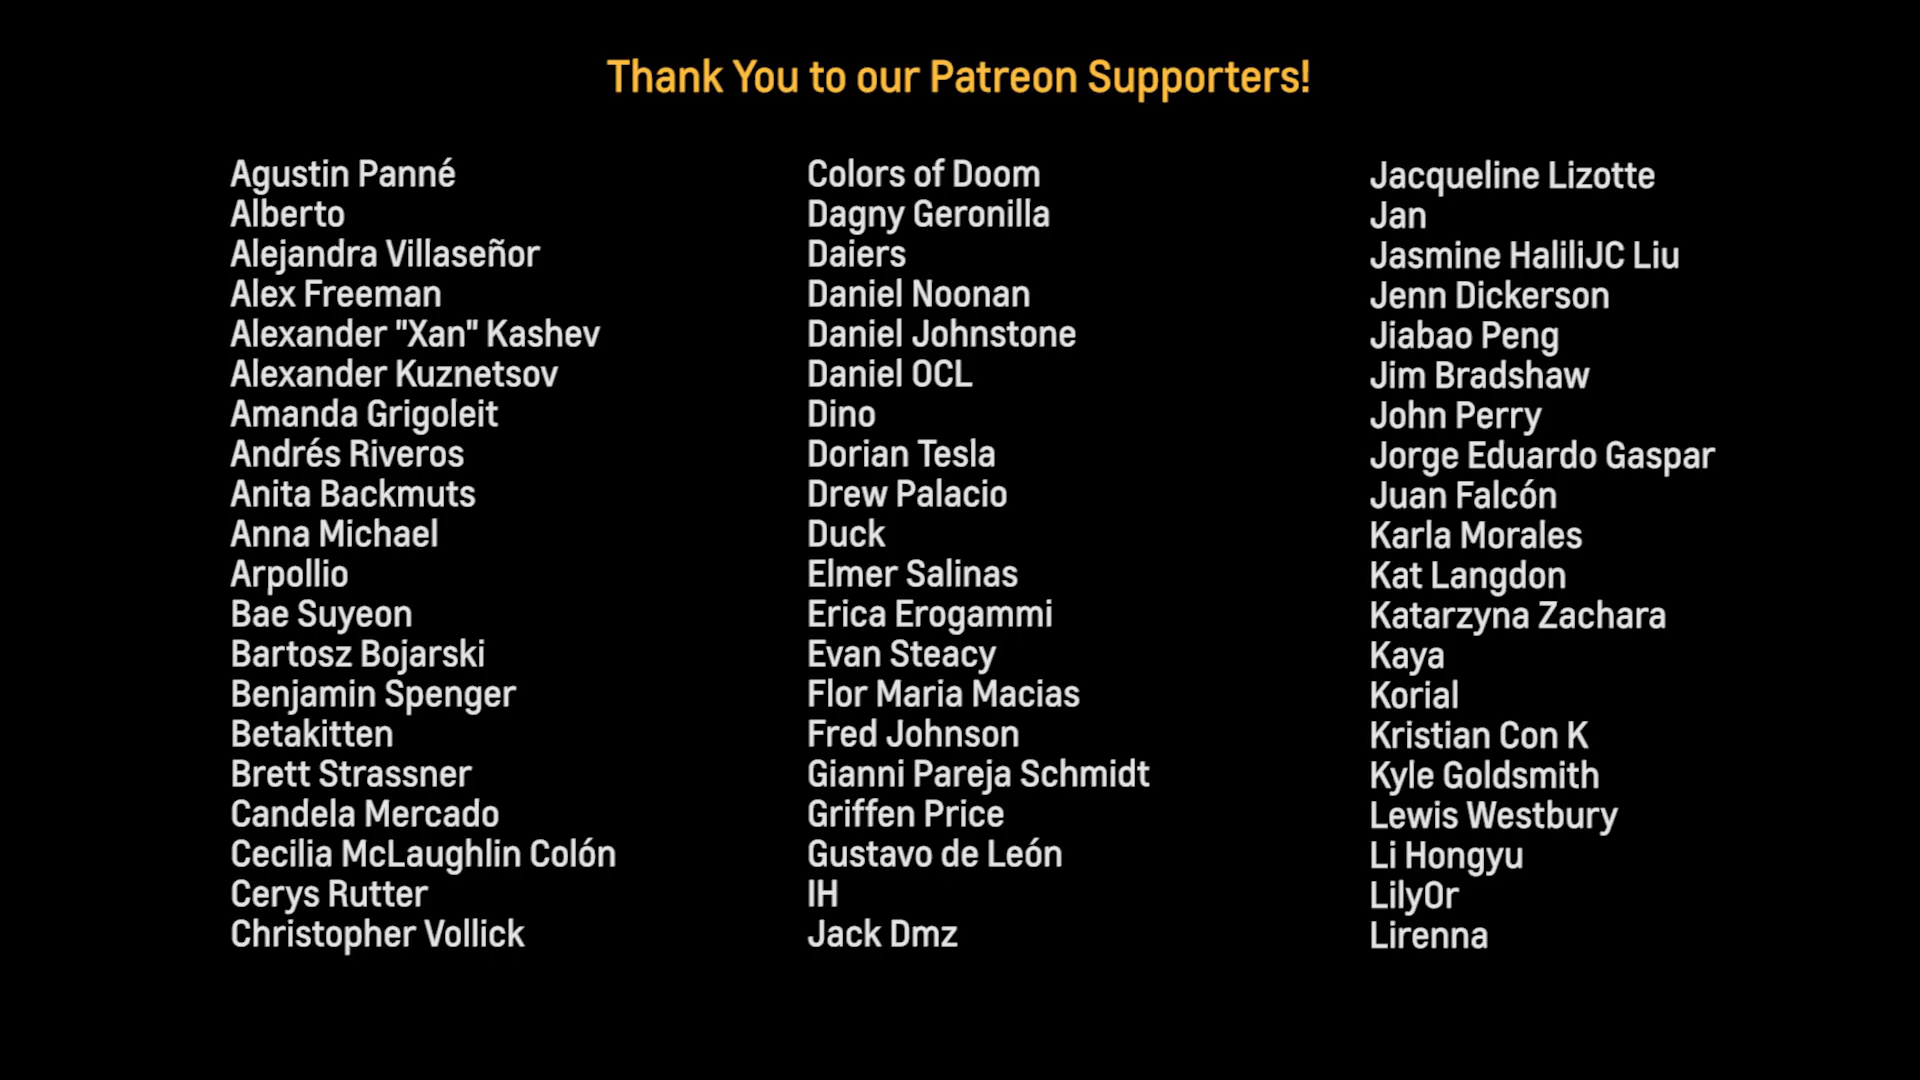 Thank You to our Patreon Supporters!
Agustin Panné
Alberto
Alejandra Villaseñor
Alex Freeman
Alexander "Xan" Kashev
Alexander Kuznetsov
Amanda Grigoleit
Andrés Riveros
Anita Backmuts
Anna Michael
Arpollio
Bae Suyeon
Bartosz Bojarski
Benjamin Spenger
Betakitten
Brett Strassner
Candela Mercado
Cecilia McLaughlin Colón
Cerys Rutter
Christopher Vollick
Colors of Doom
Dagny Geronilla
Daiers
Daniel Noonan
Daniel Johnstone
Daniel OCL
Dino
Dorian Tesla
Drew Palacio
Duck
Elmer Salinas
Erica Erogammi
Evan Steacy
Flor Maria Macias
Fred Johnson
Gianni Pareja Schmidt
Griffen Price
Gustavo de León
IH
Jack Dmz
Jacqueline Lizotte
Jan
Jasmine HaliliJC Liu
Jenn Dickerson
Jiabao Peng
Jim Bradshaw
John Perry
Jorge Eduardo Gaspar
Juan Falcón
Karla Morales
Kat Langdon
Katarzyna Zachara
Kaya
Korial
Kristian Con K
Kyle Goldsmith
Lewis Westbury
Li Hongyu
LilyOr
Lirenna